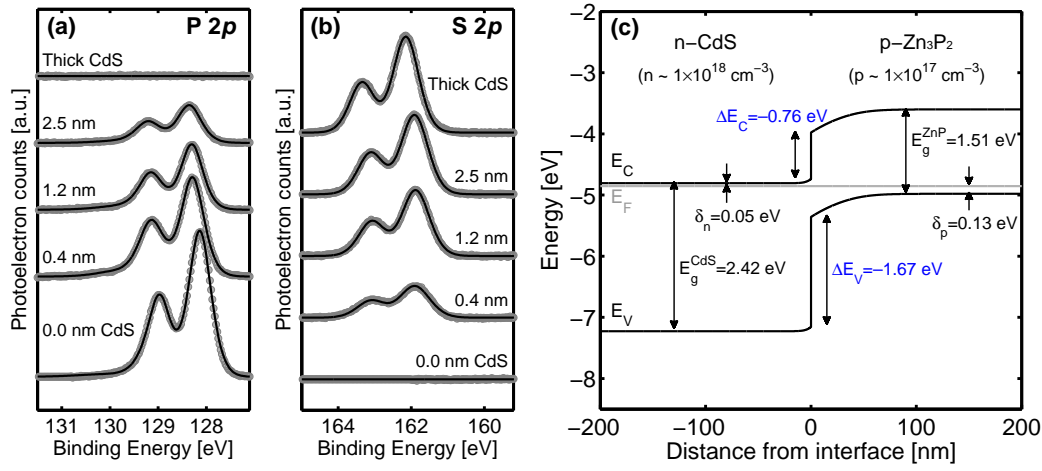 (a) P 2p
Thick CdS
2.5 nm
1.2 nm
0.4 nm
0.0 nm CdS
Photoelectron counts [a.u.]
131 130 129 128
Binding Energy [eV]
(b) S 2p
Thick CdS
2.5 nm
1.2 nm
0.4 nm
0.0 nm CdS
Photoelectron counts [a.u.]
164 162 160
Binding Energy [eV]
(c)
n−CdS
(n ~ 1×10¹⁸ cm⁻³)
p−Zn₃P₂
(p ~ 1×10¹⁷ cm⁻³)
ΔE_C=−0.76 eV
E_g^ZnP=1.51 eV
E_C
E_F
δ_n=0.05 eV
δ_p=0.13 eV
E_g^CdS=2.42 eV
ΔE_V=−1.67 eV
E_V
Energy [eV]
−2
−3
−4
−5
−6
−7
−8
−200 −100 0 100 200
Distance from interface [nm]